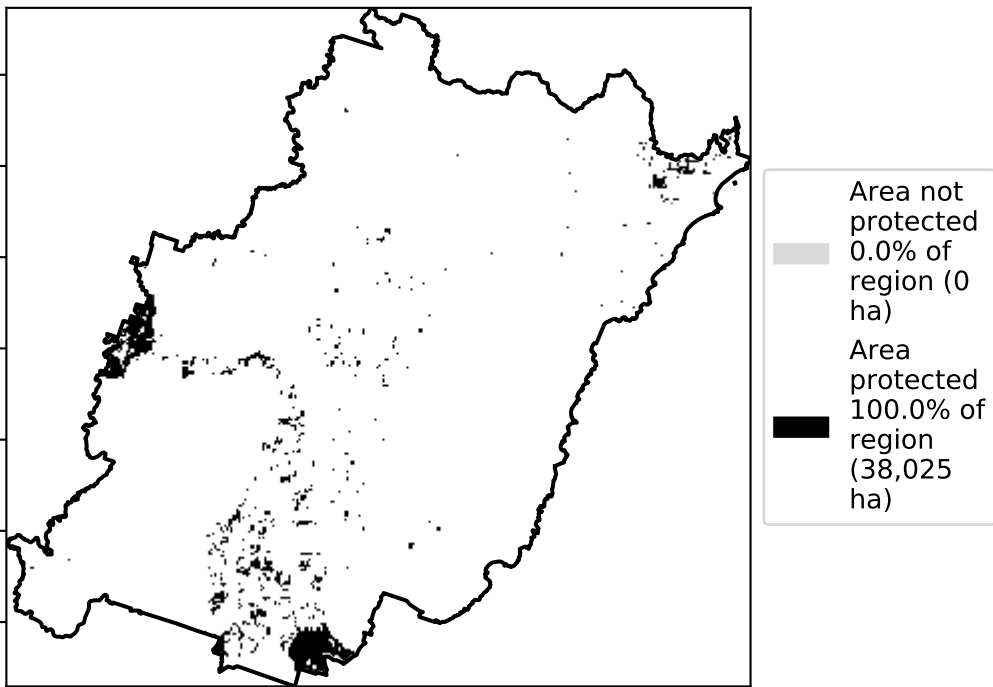 Area not
protected
0.0% of
region (0
ha)
Area
protected
100.0% of
region
(38,025
ha)